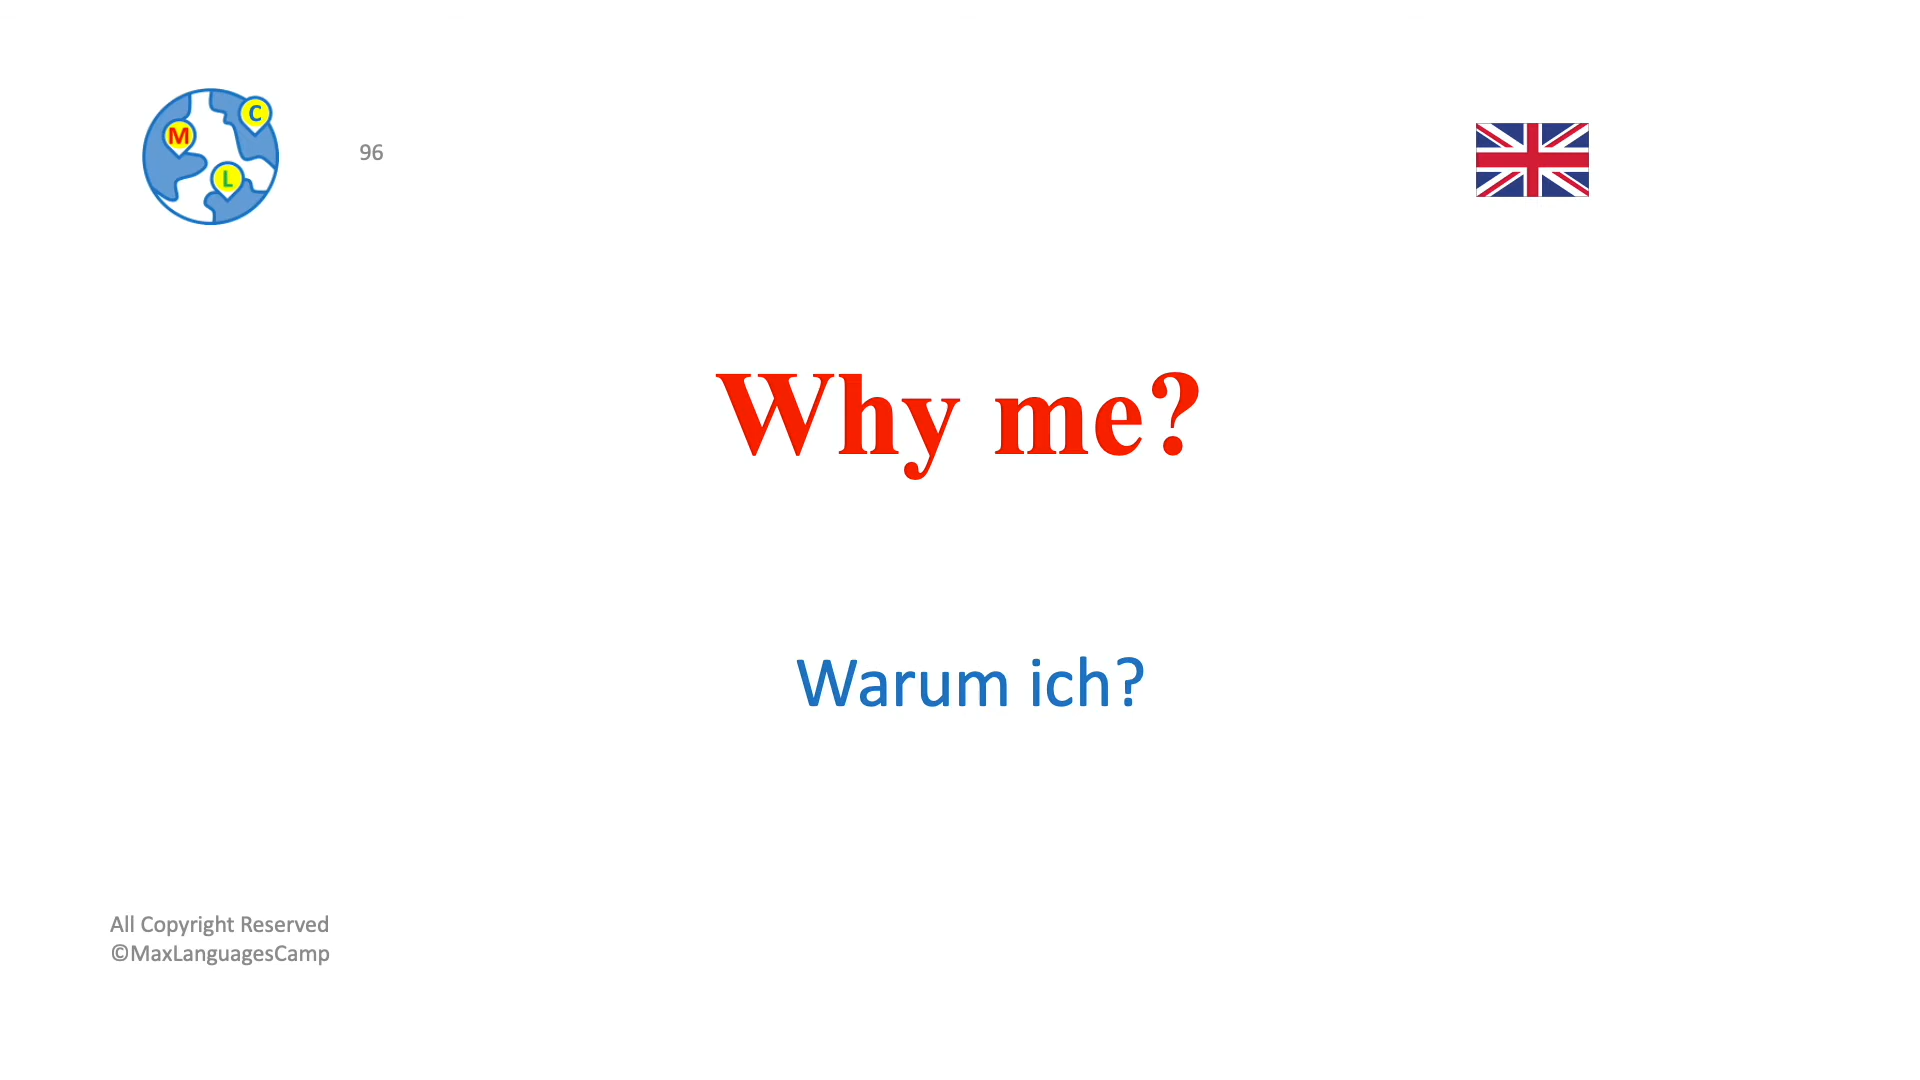 M
C
L
96
Why me?
Warum ich?
All Copyright Reserved
©MaxLanguagesCamp